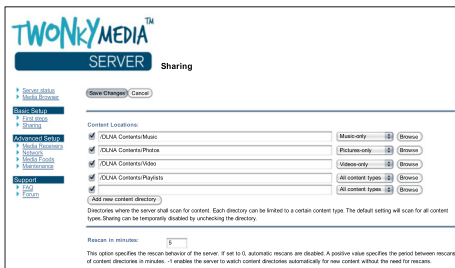 TWONKYMEDIA™
SERVER
Sharing
Server status
Media Browser
Save Changes Cancel
Basic Setup
First steps
Sharing
Advanced Setup
Media Receivers
Network
Media Feeds
Maintenance
Support
FAQ
Forum
Content Locations:
/DLNA Contents/Music Music-only Browse
/DLNA Contents/Photos Pictures-only Browse
/DLNA Contents/Video Videos-only Browse
/DLNA Contents/Playlists All content types Browse
All content types Browse
Add new content directory
Directories where the server shall scan for content. Each directory can be limited to a certain content type. The default setting will scan for all content
types.Sharing can be temporarily disabled by unchecking the directory.
Rescan in minutes: 5
This option specifies the rescan behavior of the server. If set to 0, automatic rescans are disabled. A positive value specifies the period between rescans
of content directories in minutes. -1 enables the server to watch content directories automatically for new content without the need for rescans.